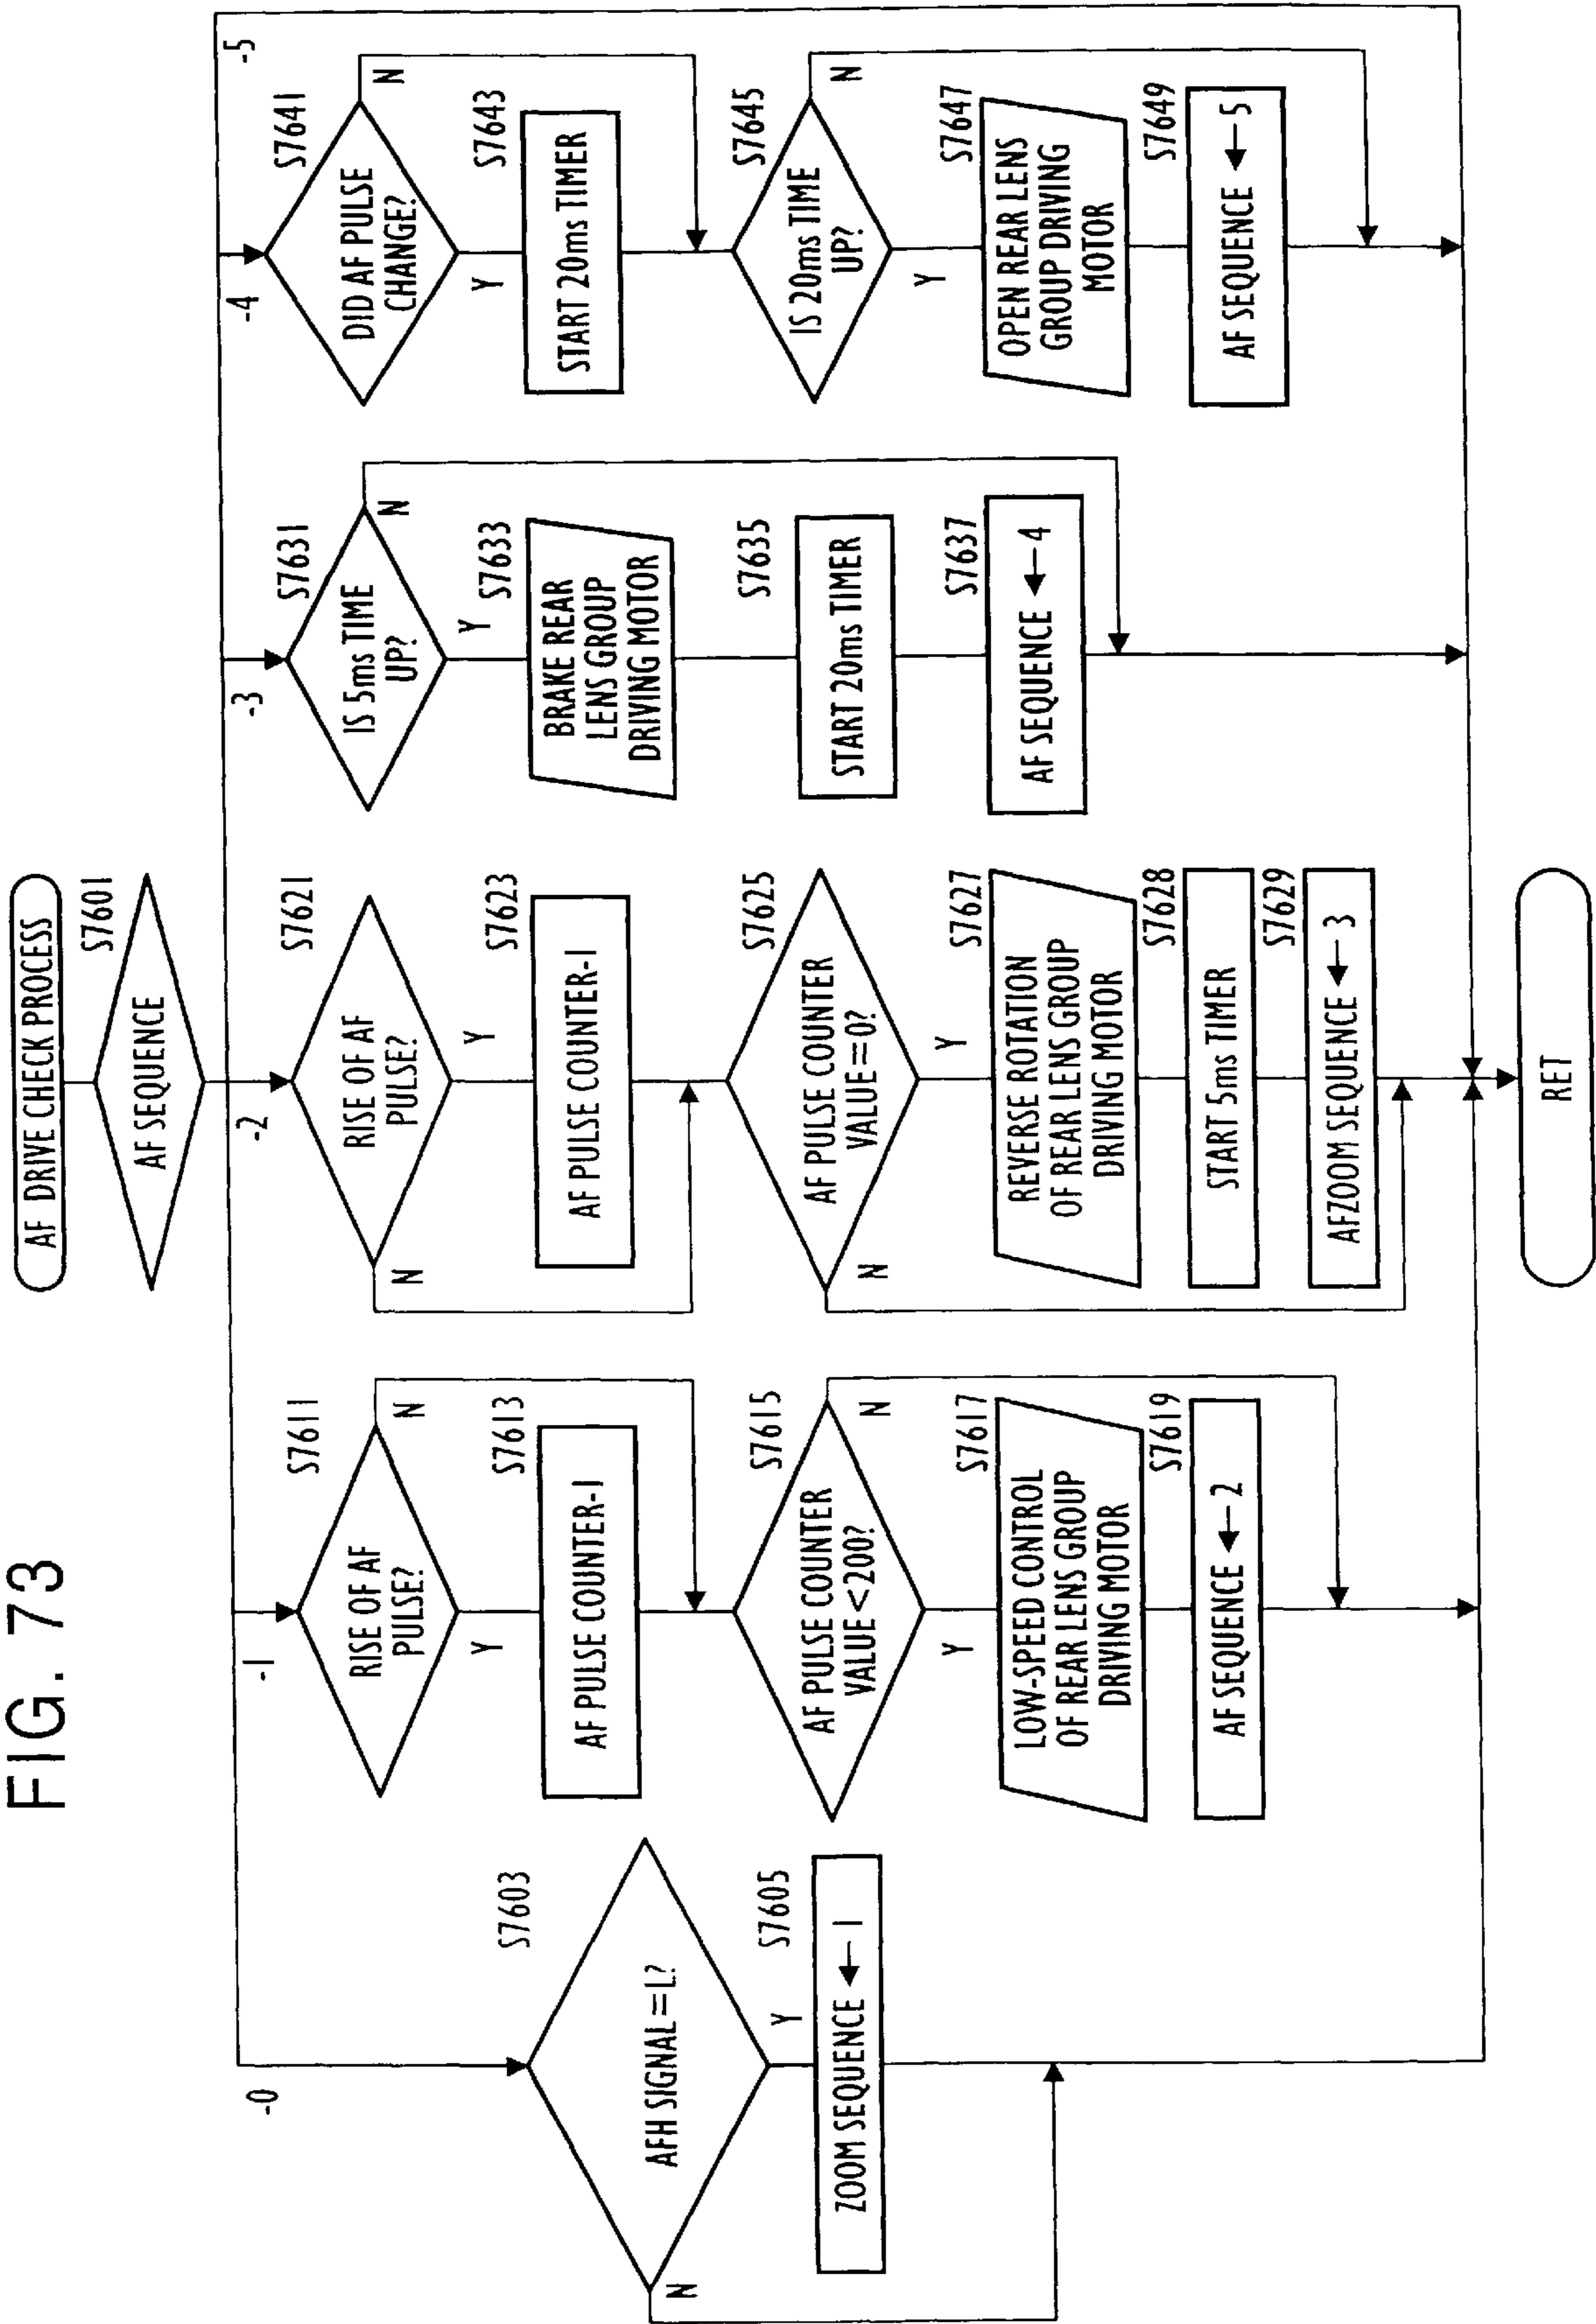 FIG. 73
AF DRIVE CHECK PROCESS
S7601
AF SEQUENCE
-0
S7603
AFH SIGNAL=L?
N
Y
S7605
ZOOM SEQUENCE ← 1
-1
S7611
RISE OF AF
PULSE?
N
Y
S7613
AF PULSE COUNTER-1
S7615
AF PULSE COUNTER
VALUE<200?
N
Y
S7617
LOW-SPEED CONTROL
OF REAR LENS GROUP
DRIVING MOTOR
S7619
AF SEQUENCE ← 2
-2
S7621
RISE OF AF
PULSE?
N
Y
S7623
AF PULSE COUNTER-1
S7625
AF PULSE COUNTER
VALUE=0?
N
Y
S7627
REVERSE ROTATION
OF REAR LENS GROUP
DRIVING MOTOR
S7628
START 5ms TIMER
S7629
AFZOOM SEQUENCE ← 3
-3
S7631
IS 5ms TIME
UP?
N
Y
S7633
BRAKE REAR
LENS GROUP
DRIVING MOTOR
S7635
START 20ms TIMER
S7637
AF SEQUENCE ← 4
-4
S7641
DID AF PULSE
CHANGE?
N
Y
S7643
START 20ms TIMER
S7645
IS 20ms TIME
UP?
N
Y
S7647
OPEN REAR LENS
GROUP DRIVING
MOTOR
S7649
AF SEQUENCE ← 5
-5
RET